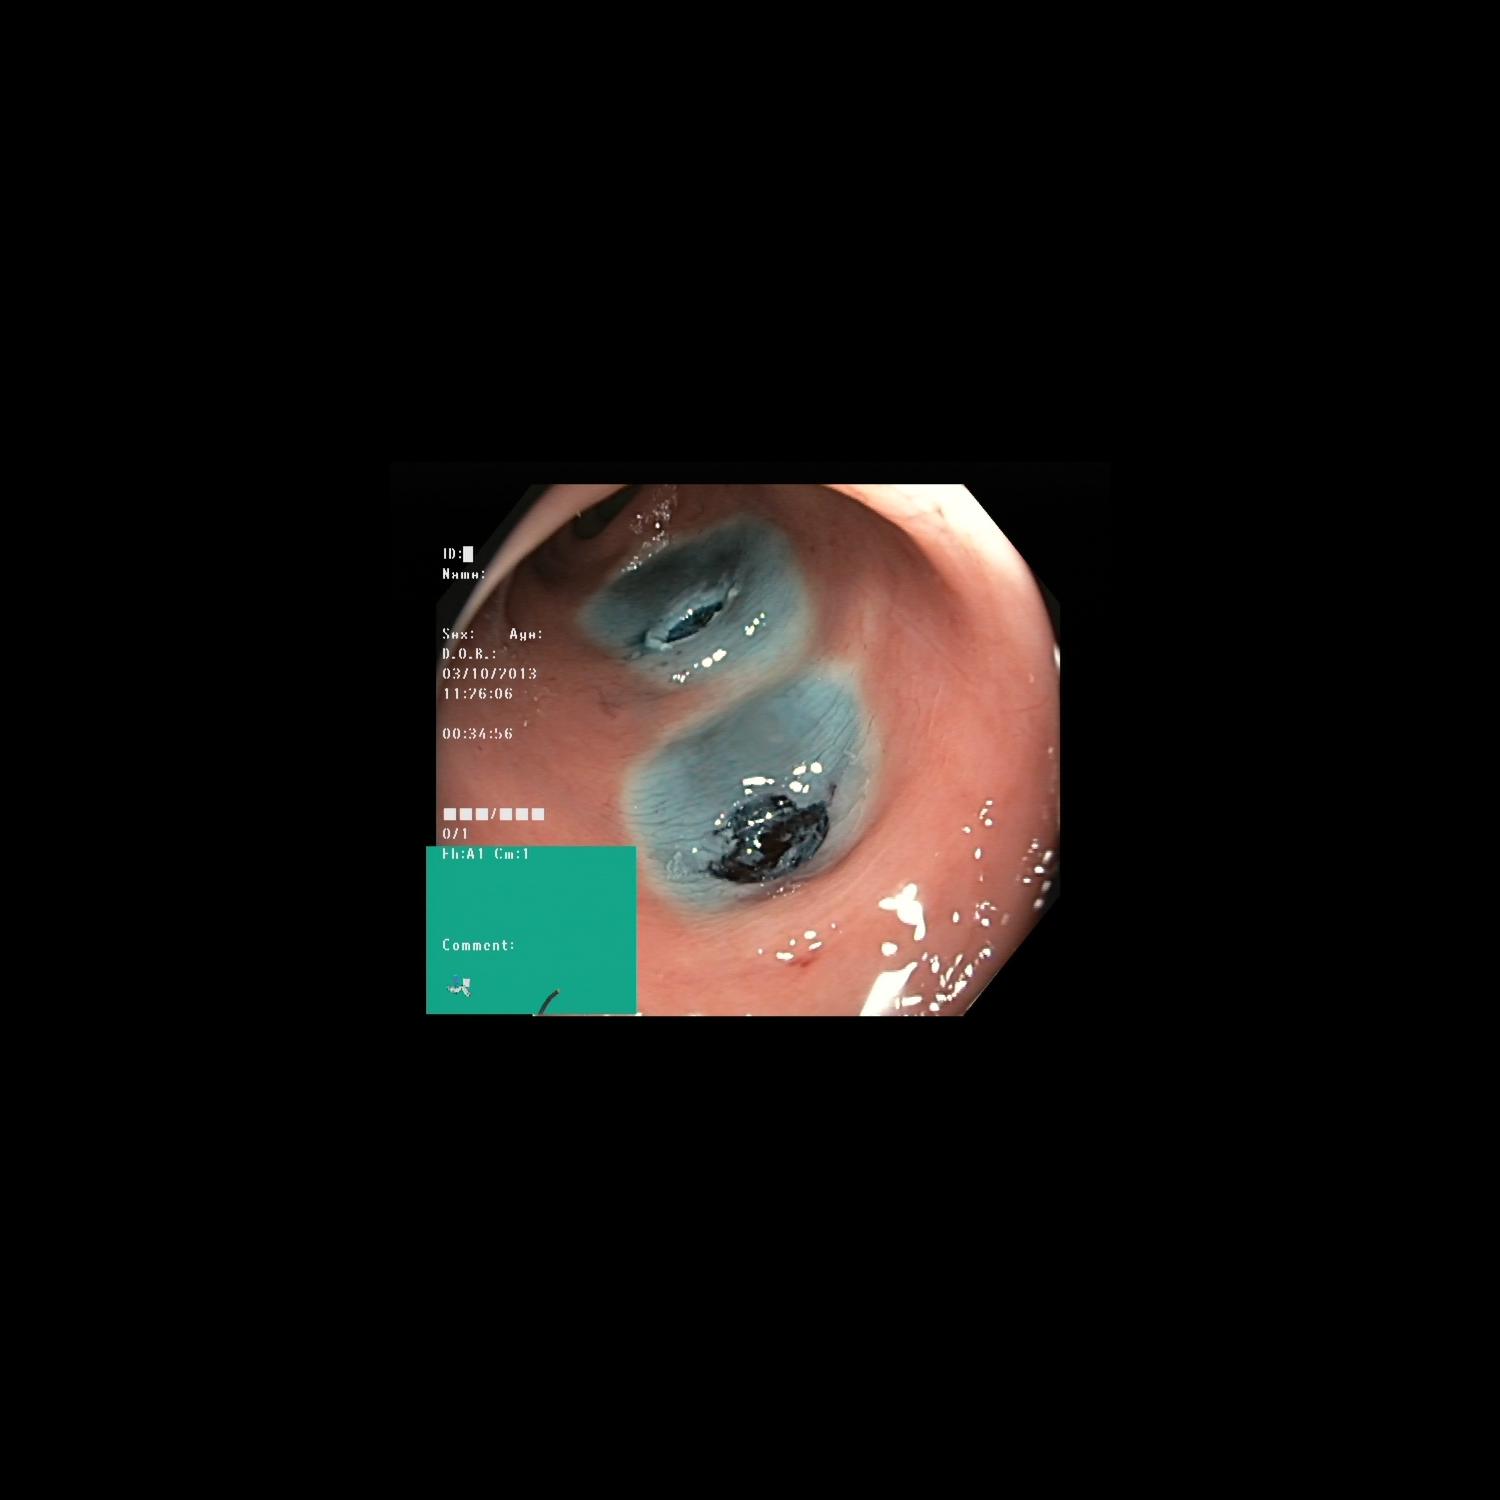 ID:
Name:
Sex: Age:
D.O.B.:
03/10/2013
11:26:06
00:34:56
/
0/1
Eh:A1 Cm:1
Comment: